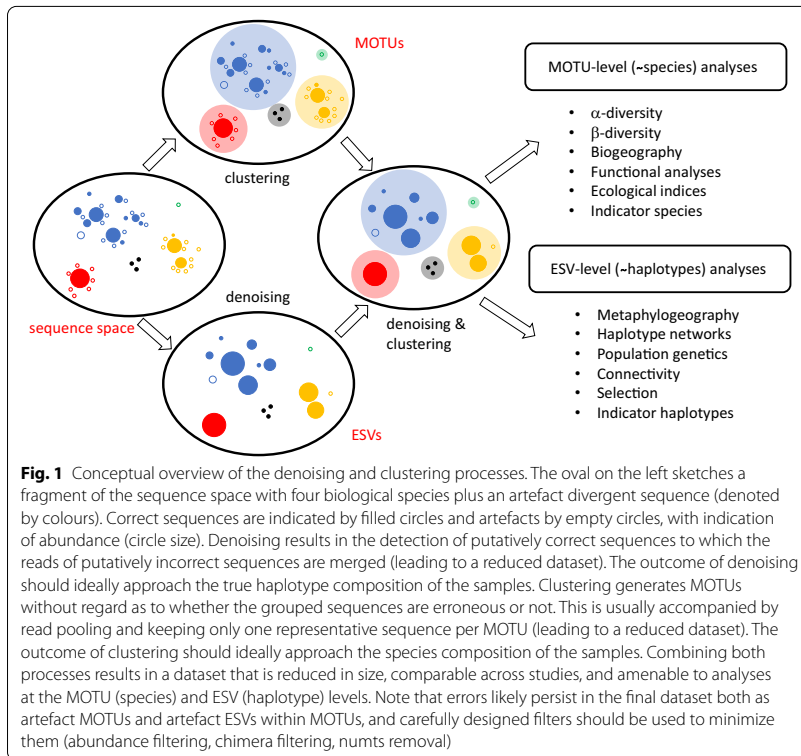 MOTUs
clustering
sequence space
denoising
ESVs
denoising &
clustering
MOTU-level (~species) analyses
• α-diversity
• β-diversity
• Biogeography
• Functional analyses
• Ecological indices
• Indicator species
ESV-level (~haplotypes) analyses
• Metaphylogeography
• Haplotype networks
• Population genetics
• Connectivity
• Selection
• Indicator haplotypes
Fig. 1 Conceptual overview of the denoising and clustering processes. The oval on the left sketches a
fragment of the sequence space with four biological species plus an artefact divergent sequence (denoted
by colours). Correct sequences are indicated by filled circles and artefacts by empty circles, with indication
of abundance (circle size). Denoising results in the detection of putatively correct sequences to which the
reads of putatively incorrect sequences are merged (leading to a reduced dataset). The outcome of denoising
should ideally approach the true haplotype composition of the samples. Clustering generates MOTUs
without regard as to whether the grouped sequences are erroneous or not. This is usually accompanied by
read pooling and keeping only one representative sequence per MOTU (leading to a reduced dataset). The
outcome of clustering should ideally approach the species composition of the samples. Combining both
processes results in a dataset that is reduced in size, comparable across studies, and amenable to analyses
at the MOTU (species) and ESV (haplotype) levels. Note that errors likely persist in the final dataset both as
artefact MOTUs and artefact ESVs within MOTUs, and carefully designed filters should be used to minimize
them (abundance filtering, chimera filtering, numts removal)